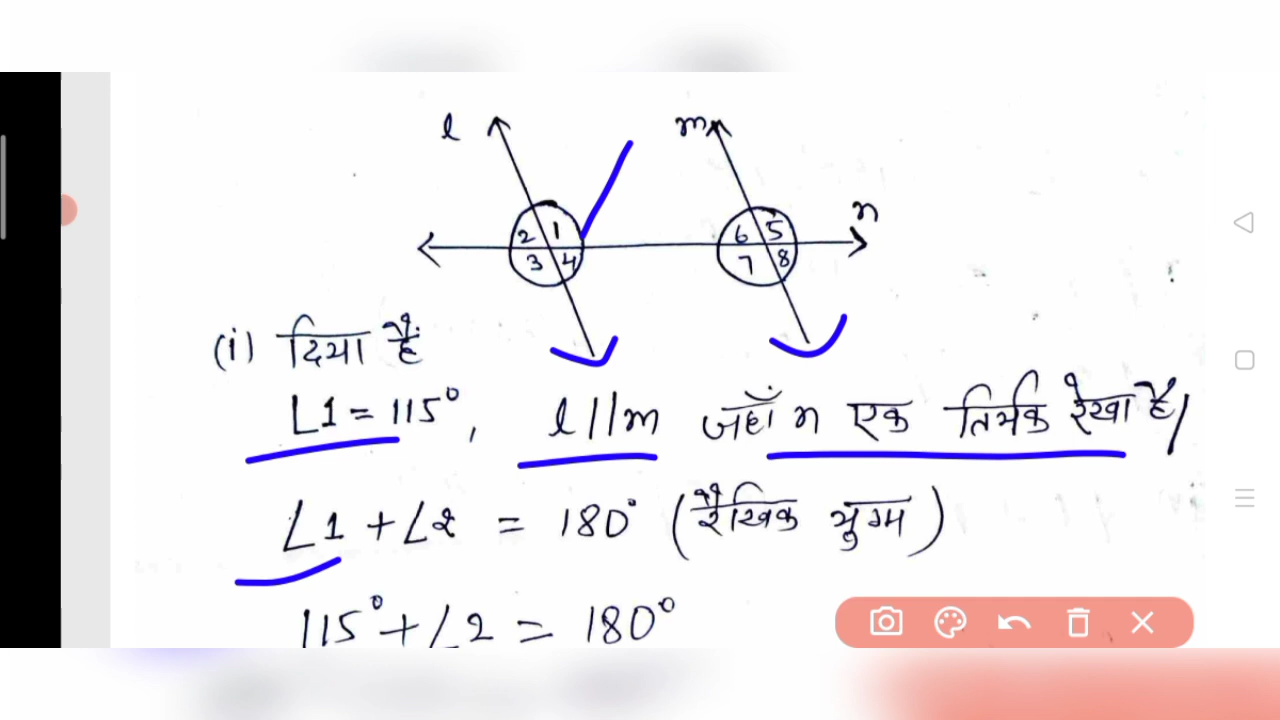 l m
n
2 1 6 5
3 4 7 8
(i) दिया है
∠1 = 115°, l || m जहाँ n एक तिर्यक रेखा है।
∠1 + ∠2 = 180° (रैखिक युग्म)
115° + ∠2 = 180°